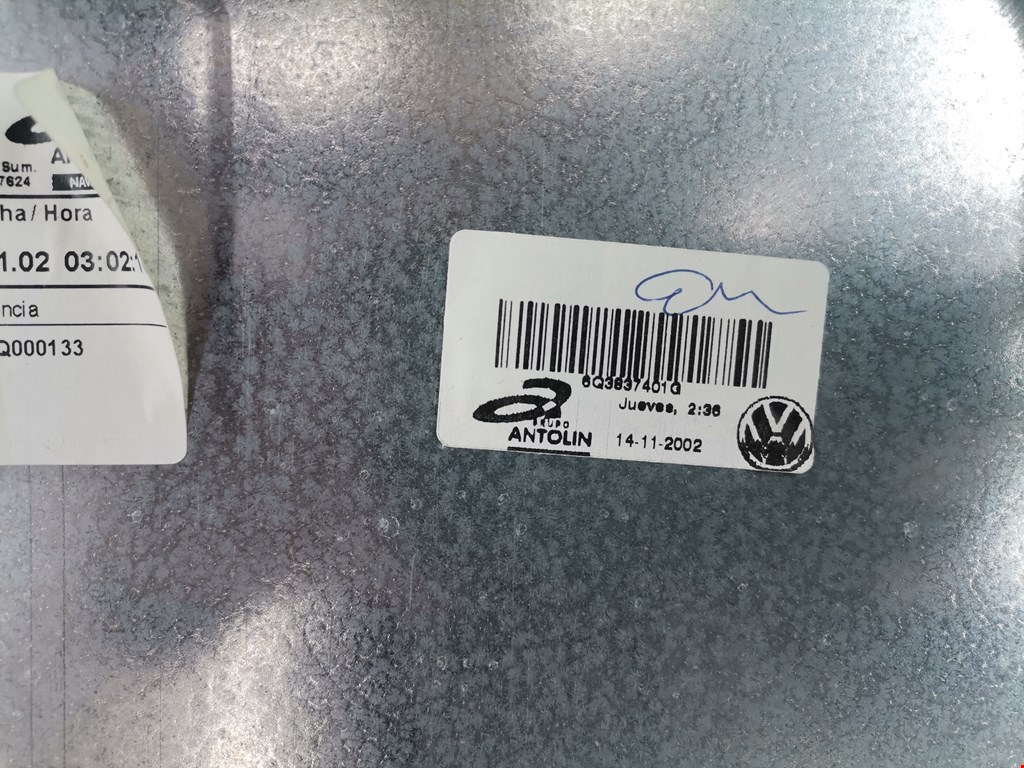 Sum.
7624
ha / Hora
1.02 03:02:1
ncia
Q000133
6Q3837401G
Jueves, 2:36
GRUPO
ANTOLIN
14-11-2002